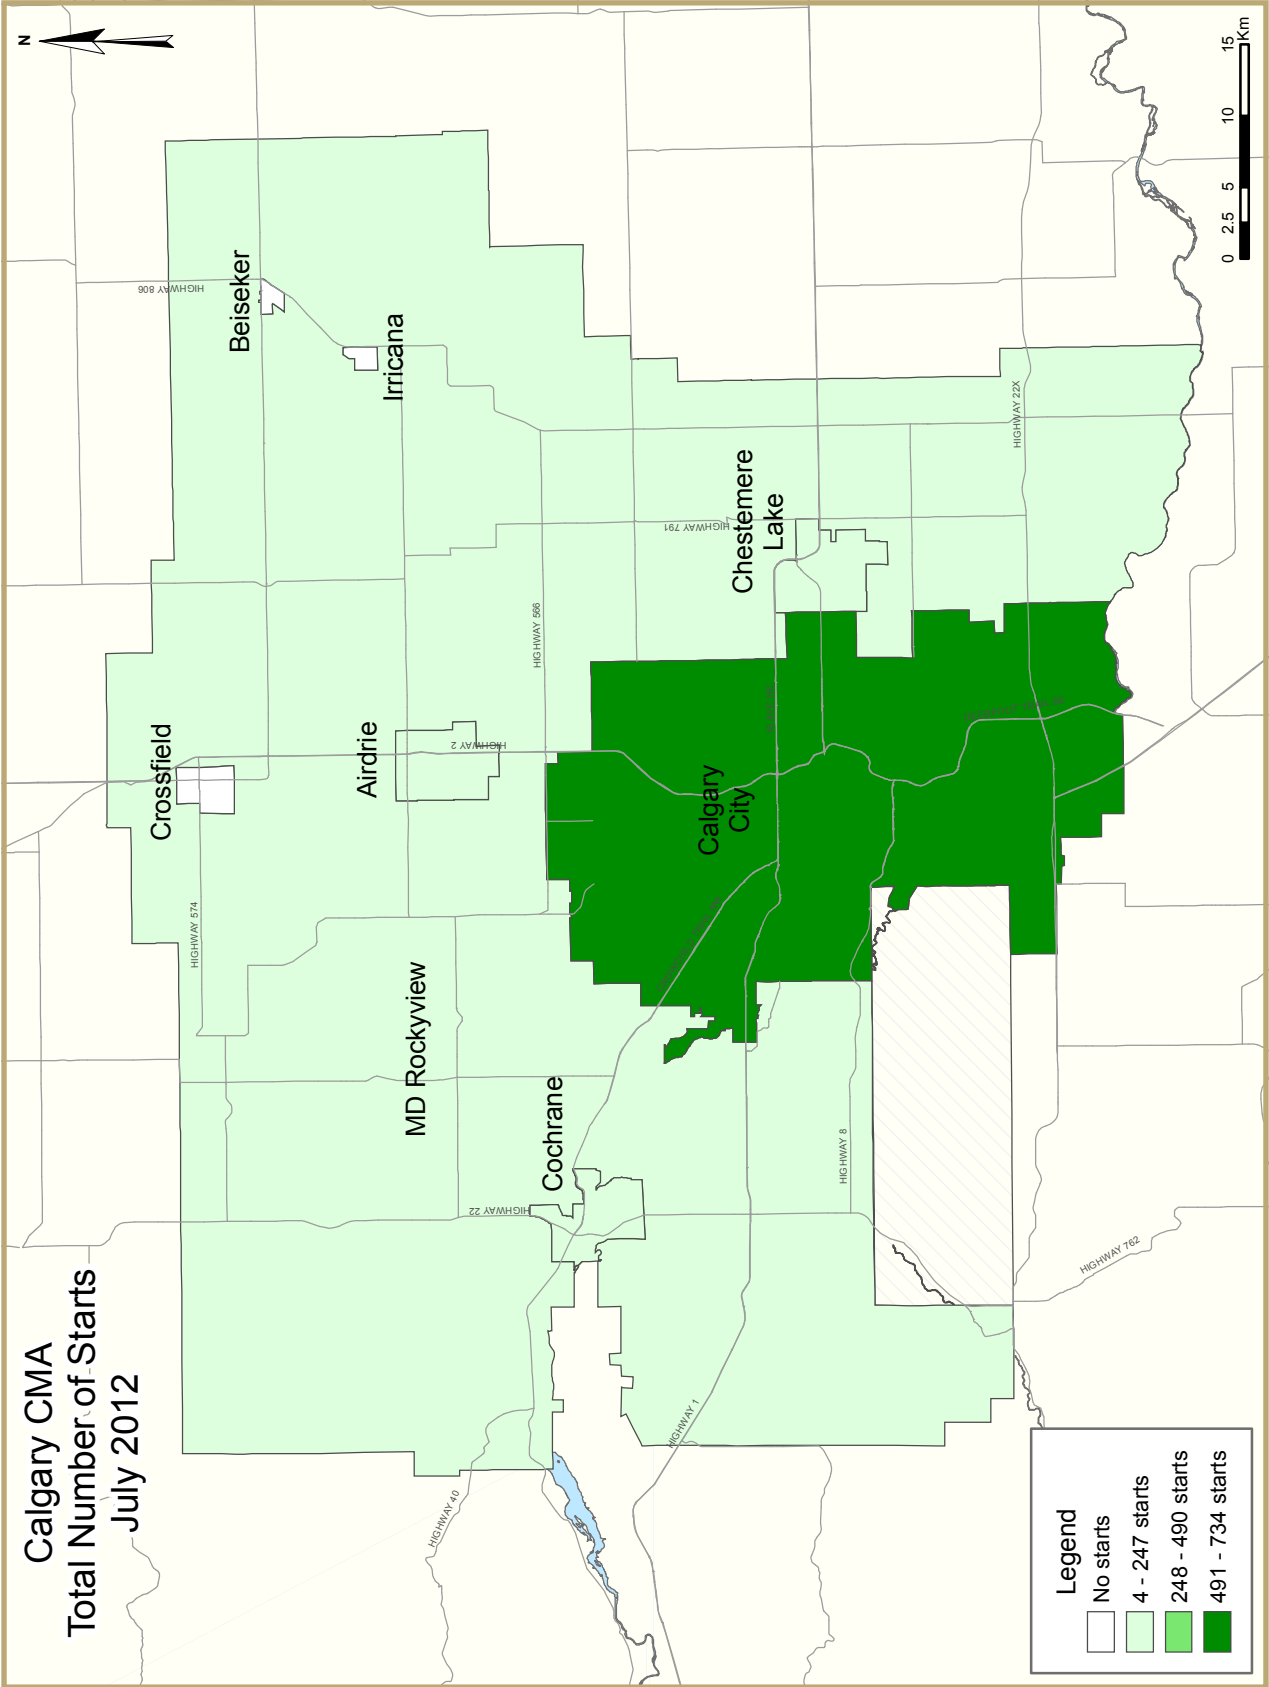 Calgary CMA
Total Number of Starts
July 2012
N
Crossfield
Beiseker
Irricana
Airdrie
MD Rockyview
Cochrane
Calgary
City
Chestemere
Lake
HIGHWAY 574
HIGHWAY 806
HIGHWAY 2
HIGHWAY 566
HIGHWAY 791
HIGHWAY 22
HIGHWAY 40
HIGHWAY 1
HIGHWAY 8
HIGHWAY 22X
HIGHWAY 762
Legend
No starts
4 - 247 starts
248 - 490 starts
491 - 734 starts
0 2.5 5 10 15
Km